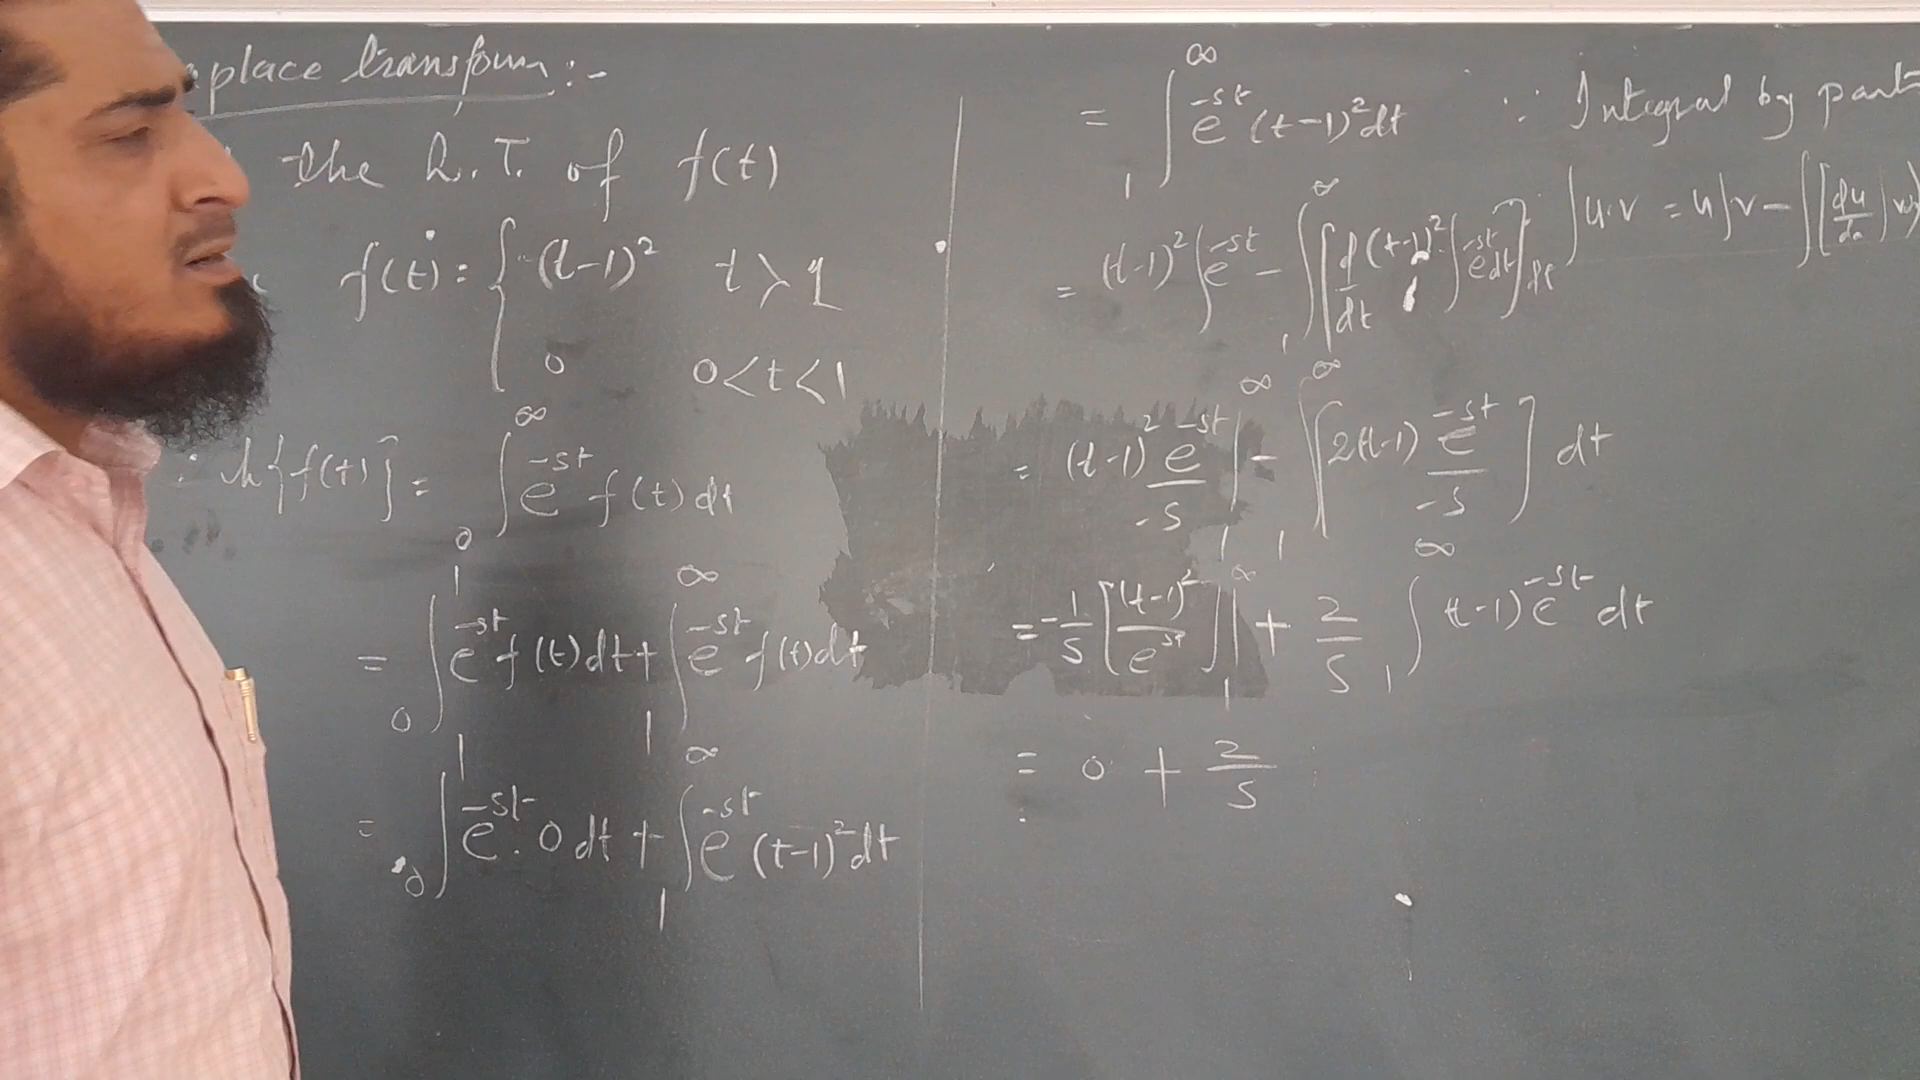 aplace transform :-
the L.T. of f(t)
f(t) = { (t-1)² t > 1
0 0<t<1
∴ L{f(t)} = ∫₀^∞ e^{-st} f(t) dt
= ∫₀^1 e^{-st} f(t) dt + ∫₁^∞ e^{-st} f(t) dt
= ∫₀^1 e^{-st} . 0 dt + ∫₁^∞ e^{-st} (t-1)² dt
= ∫₁^∞ e^{-st} (t-1)² dt ∵ Integral by parts
= (t-1)² ∫ e^{-st} - ∫₁^∞ [ d/dt (t-1)² . ∫ e^{-st} dt ] dt
∫ u.v = u ∫ v - ∫ [ du/dx ∫ v
= (t-1)² e^{-st}/-s |₁^∞ - ∫₁^∞ [ 2(t-1) e^{-st}/-s ] dt
= -1/s [ (t-1)²/e^{st} ] |₁^∞ + 2/s ∫₁^∞ (t-1) e^{-st} dt
= 0 + 2/s